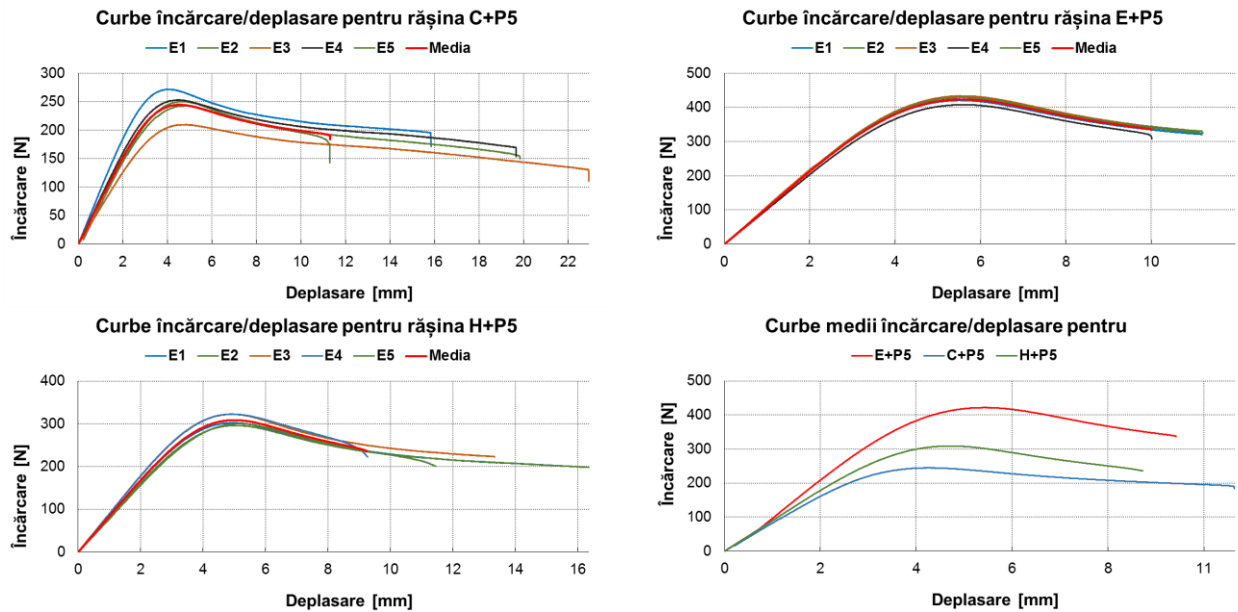 Curbe încărcare/deplasare pentru rășina C+P5
E1 E2 E3 E4 E5 Media
300
250
200
150
100
50
0
Încărcare [N]
0 2 4 6 8 10 12 14 16 18 20 22
Deplasare [mm]
Curbe încărcare/deplasare pentru rășina E+P5
E1 E2 E3 E4 E5 Media
500
400
300
200
100
0
Încărcare [N]
0 2 4 6 8 10
Deplasare [mm]
Curbe încărcare/deplasare pentru rășina H+P5
E1 E2 E3 E4 E5 Media
400
300
200
100
0
Încărcare [N]
0 2 4 6 8 10 12 14 16
Deplasare [mm]
Curbe medii încărcare/deplasare pentru
E+P5 C+P5 H+P5
500
400
300
200
100
0
Încărcare [N]
0 2 4 6 8 11
Deplasare [mm]